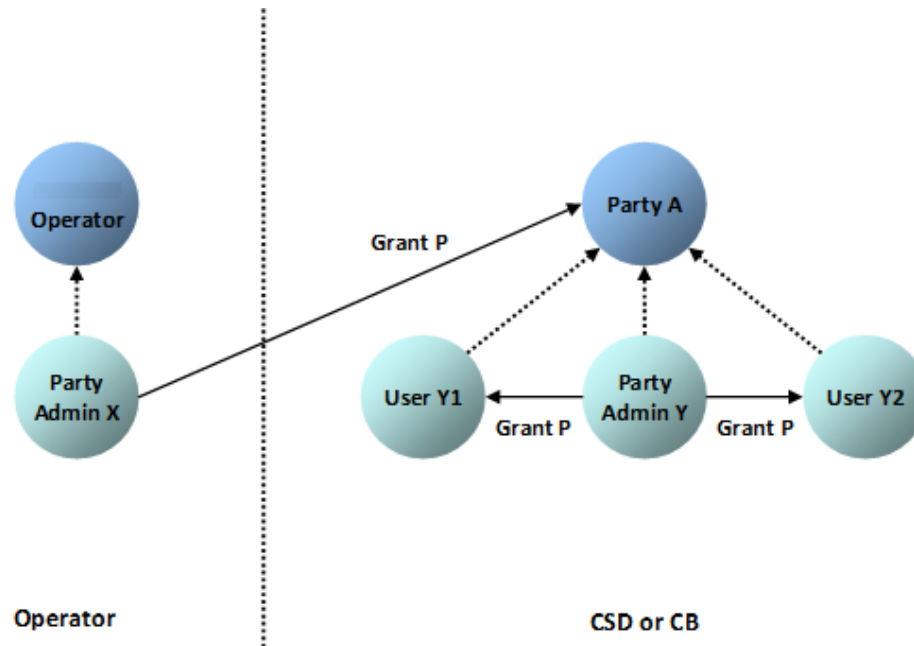 Operator
Party A
Grant P
Party
Admin X
User Y1
Party
Admin Y
User Y2
Grant P
Grant P
Operator
CSD or CB